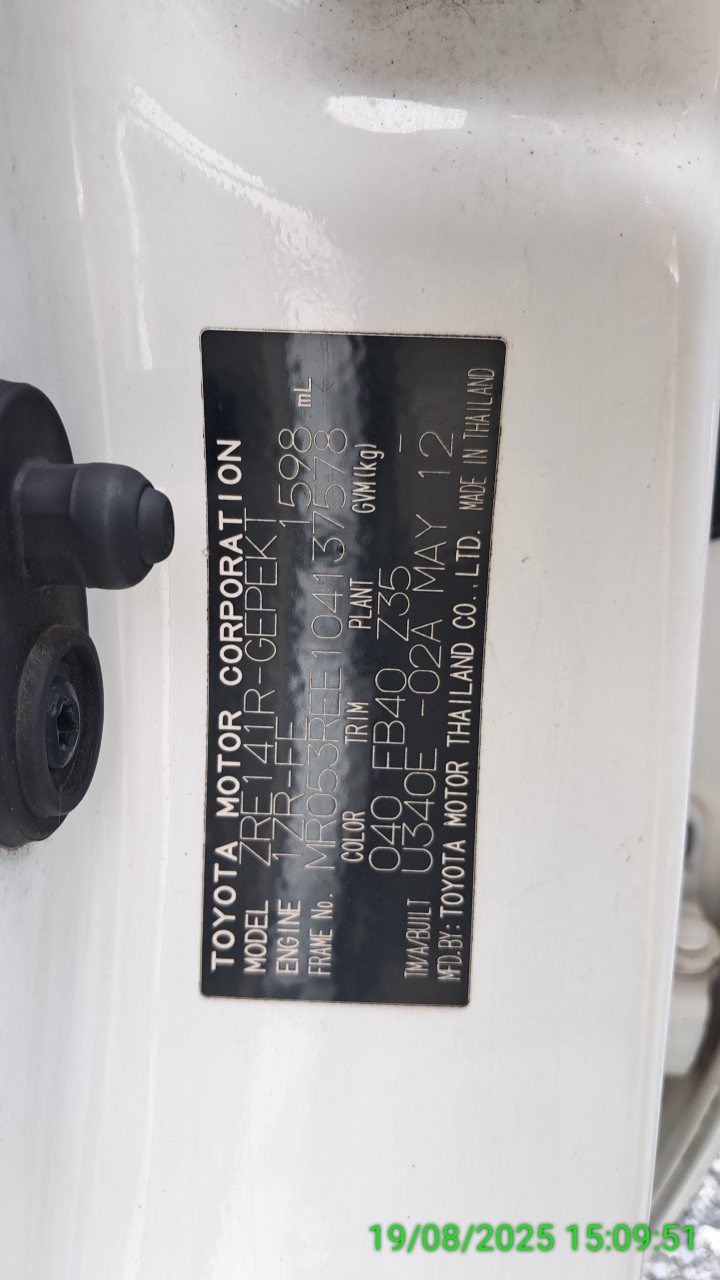 TOYOTA MOTOR CORPORATION
MODEL ZRE141R-GEPEKT
ENGINE 1ZR-FE 1598 mL
FRAME No. MR053REE104137578
COLOR TRIM PLANT GVM(kg)
040 FB40 Z35 -
TM/A/BUILT U340E -02A MAY 12
MFD.BY: TOYOTA MOTOR THAILAND CO.,LTD. MADE IN THAILAND
19/08/2025 15:09:51